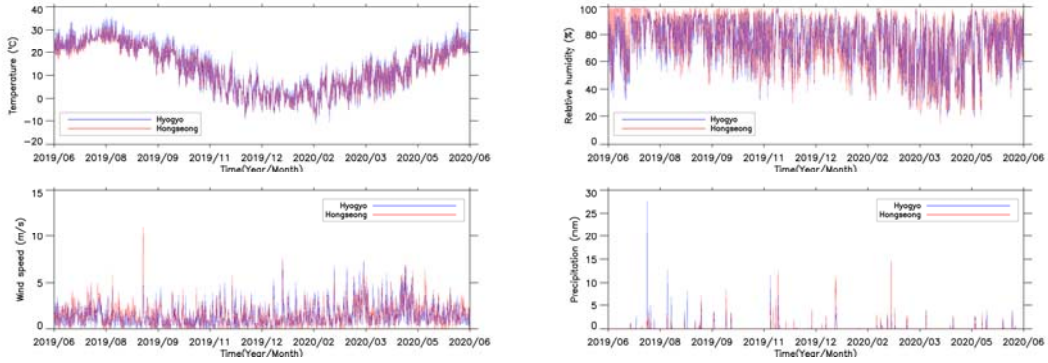 40
30
20
10
0
−10
−20
Temperature (℃)
Hyogyo
Hongseong
2019/06 2019/08 2019/09 2019/11 2019/12 2020/02 2020/03 2020/05 2020/06
Time(Year/Month)
100
80
60
40
20
0
Relative humidity (%)
Hyogyo
Hongseong
2019/06 2019/08 2019/09 2019/11 2019/12 2020/02 2020/03 2020/05 2020/06
Time(Year/Month)
15
10
5
0
Wind speed (m/s)
Hyogyo
Hongseong
2019/06 2019/08 2019/09 2019/11 2019/12 2020/02 2020/03 2020/05 2020/06
Time(Year/Month)
30
25
20
15
10
5
0
Precipitation (mm)
Hyogyo
Hongseong
2019/06 2019/08 2019/09 2019/11 2019/12 2020/02 2020/03 2020/05 2020/06
Time(Year/Month)